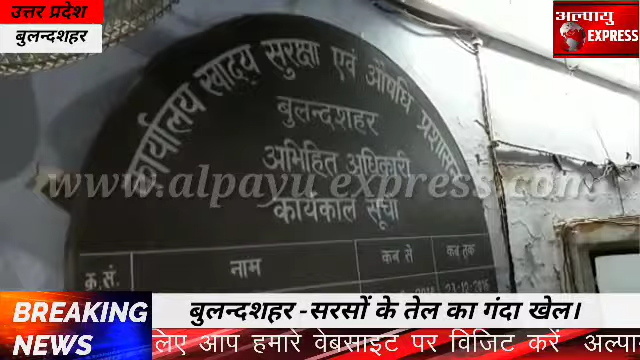 उत्तर प्रदेश
बुलन्दशहर
अल्पायु
EXPRESS
कार्यालय खाद्य सुरक्षा एवं औषधि प्रशासन
बुलन्दशहर
अभिहित अधिकारी
कार्यकाल सूची
www.alpayu express.com
क्र.सं. नाम कब से कब तक
BREAKING NEWS
बुलन्दशहर -सरसों के तेल का गंदा खेल।
लिए आप हमारे वेबसाइट पर विजिट करें अल्पा